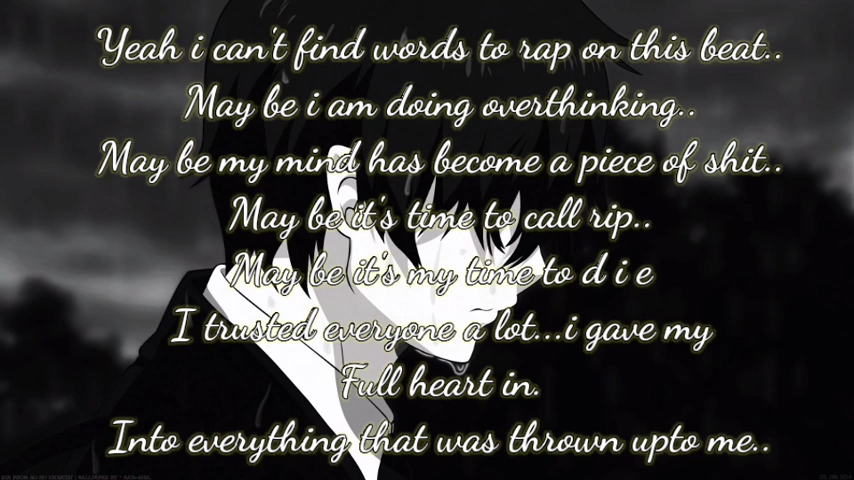 Yeah i can't find words to rap on this beat..
May be i am doing overthinking..
May be my mind has become a piece of shit..
May be it's time to call rip..
May be it's my time to d i e
I trusted everyone a lot...i gave my
Full heart in.
Into everything that was thrown upto me..